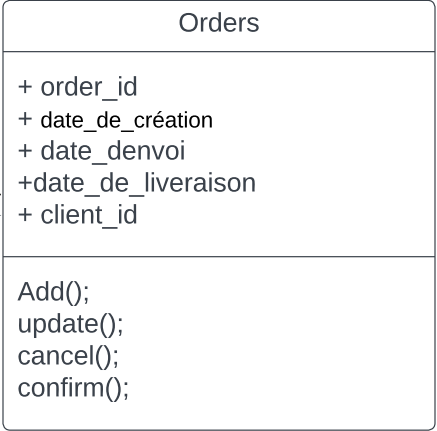 Orders
+ order_id
+ date_de_création
+ date_denvoi
+date_de_liveraison
+ client_id
Add();
update();
cancel();
confirm();